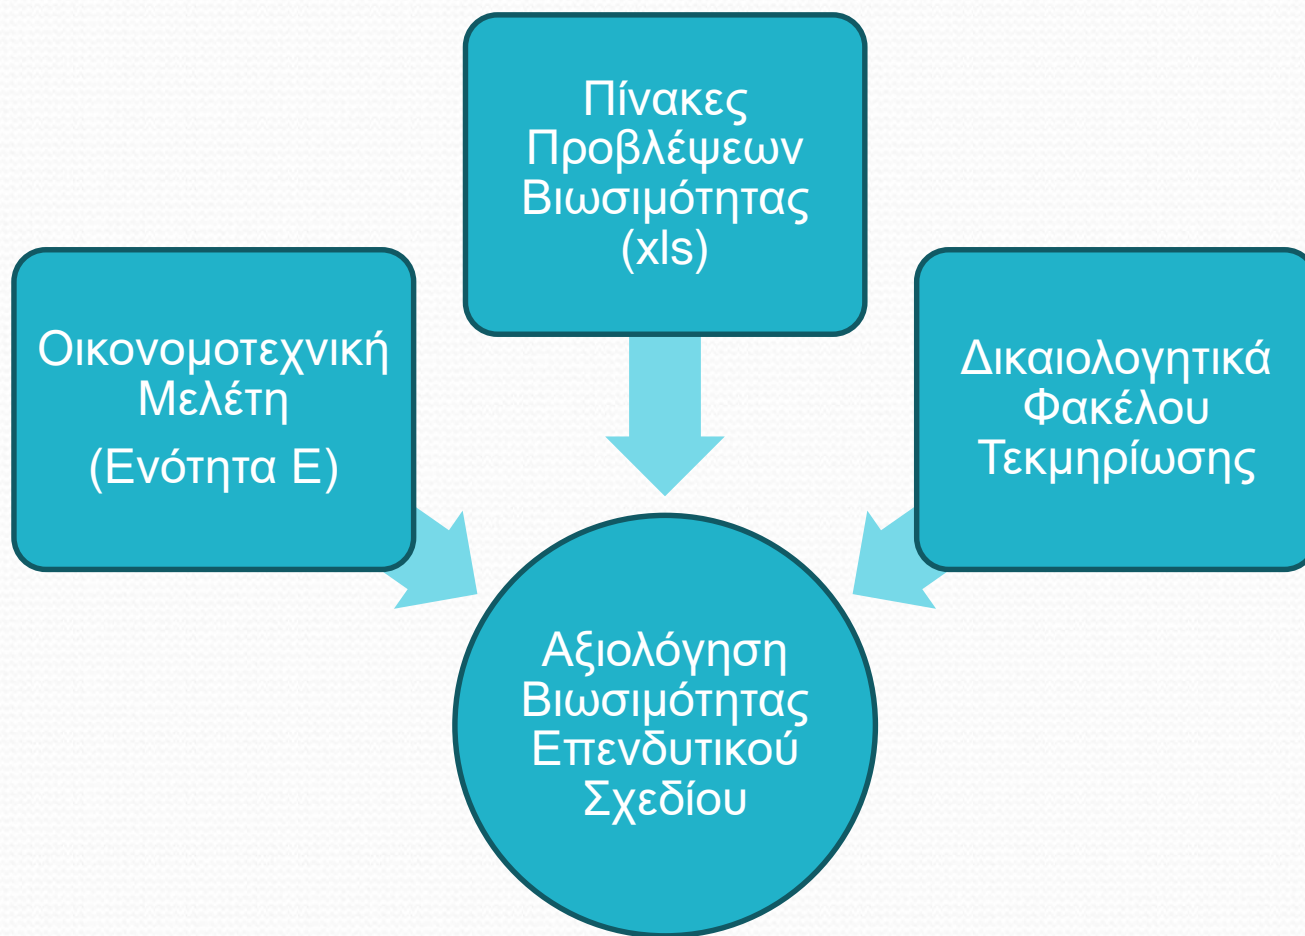 Πίνακες
Προβλέψεων
Βιωσιμότητας
(xls)
Οικονομοτεχνική
Μελέτη
(Ενότητα Ε)
Δικαιολογητικά
Φακέλου
Τεκμηρίωσης
Αξιολόγηση
Βιωσιμότητας
Επενδυτικού
Σχεδίου